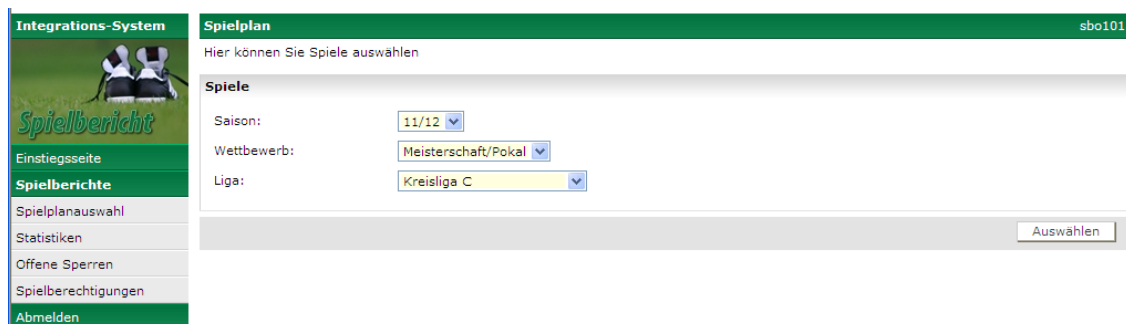 Integrations-System
Spielbericht
Einstiegsseite
Spielberichte
Spielplanauswahl
Statistiken
Offene Sperren
Spielberechtigungen
Abmelden
Spielplan sbo101
Hier können Sie Spiele auswählen
Spiele
Saison: 11/12
Wettbewerb: Meisterschaft/Pokal
Liga: Kreisliga C
Auswählen